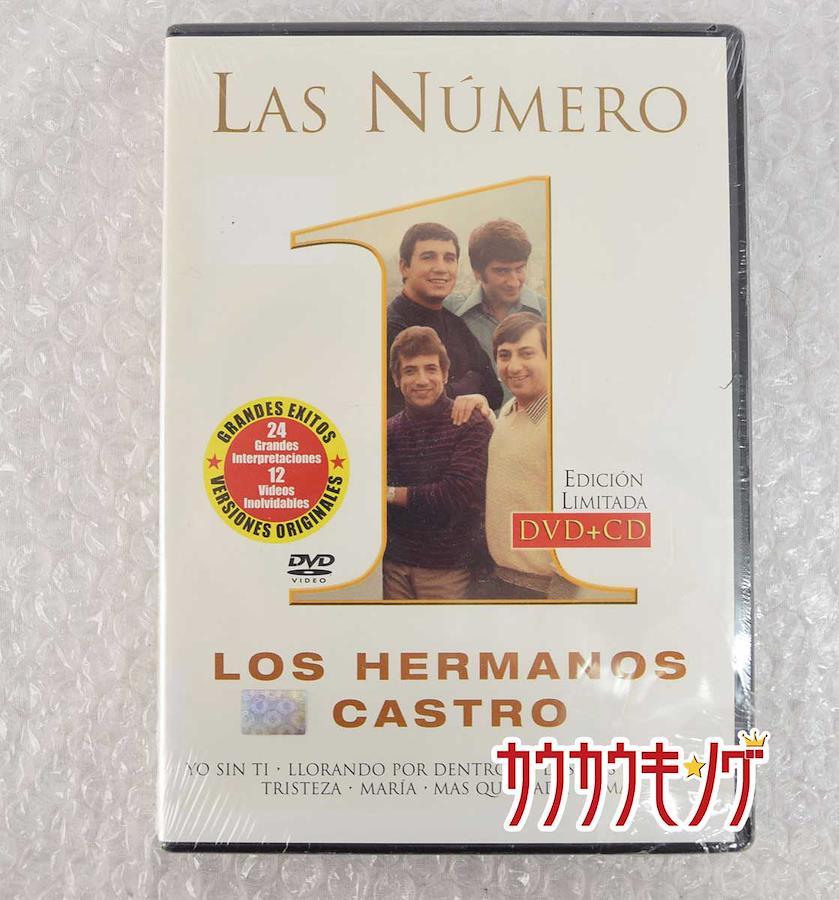 LAS NÚMERO
1
GRANDES EXITOS
24
Grandes
Interpretaciones
12
Videos
Inolvidables
VERSIONES ORIGINALES
EDICIÓN
LIMITADA
DVD+CD
DVD
VIDEO
LOS HERMANOS
CASTRO
YO SIN TI · LLORANDO POR DENTRO
TRISTEZA · MARÍA · MAS QUE NADA
カウカウキング